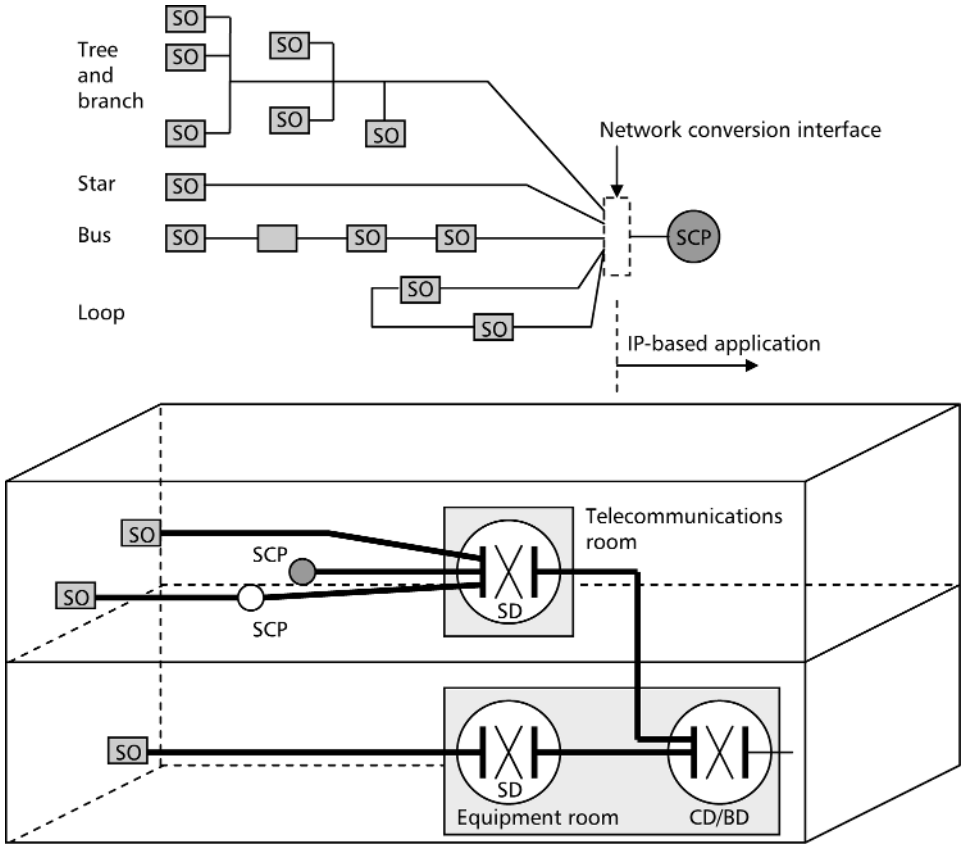 SO
Tree
and
branch
SO
SO
SO
SO
SO
Network conversion interface
Star
SO
Bus
SO
SO
SO
SCP
Loop
SO
SO
IP-based application
Telecommunications
room
SO
SCP
SO
SCP
SD
SO
SD
Equipment room
CD/BD